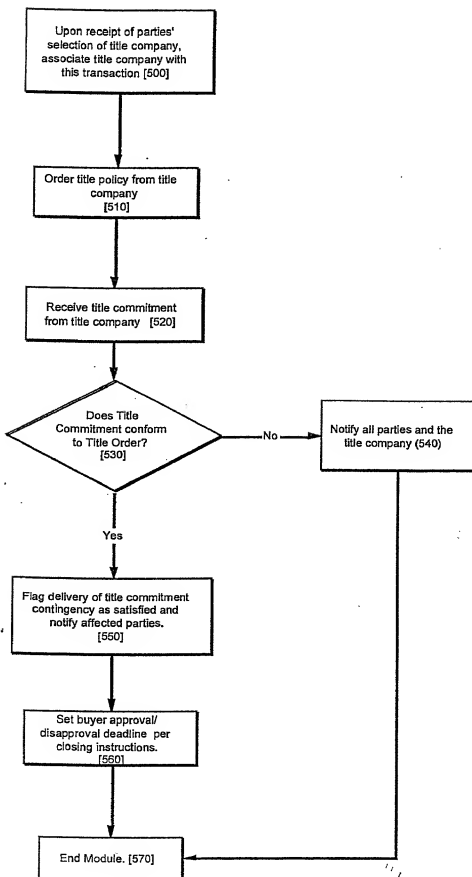 Upon receipt of parties'
selection of title company,
associate title company with
this transaction [500]
Order title policy from title
company
[510]
Receive title commitment
from title company [520]
Does Title
Commitment conform
to Title Order?
[530]
No
Notify all parties and the
title company (540)
Yes
Flag delivery of title commitment
contingency as satisfied and
notify affected parties.
[550]
Set buyer approval/
disapproval deadline per
closing instructions.
[560]
End Module. [570]